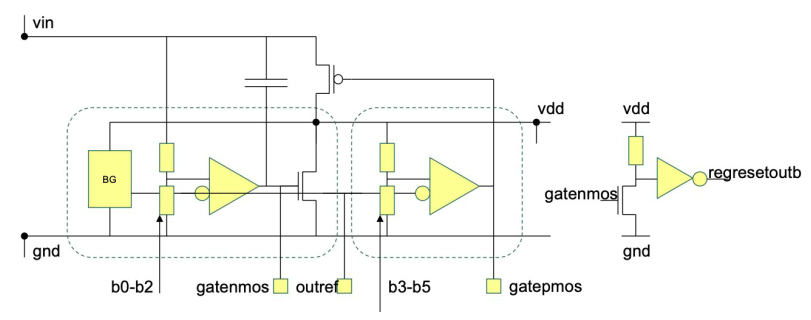 vin
vdd
BG
gnd
b0-b2
gatenmos
outref
b3-b5
gatepmos
vdd
gatenmos
regresetoutb
gnd